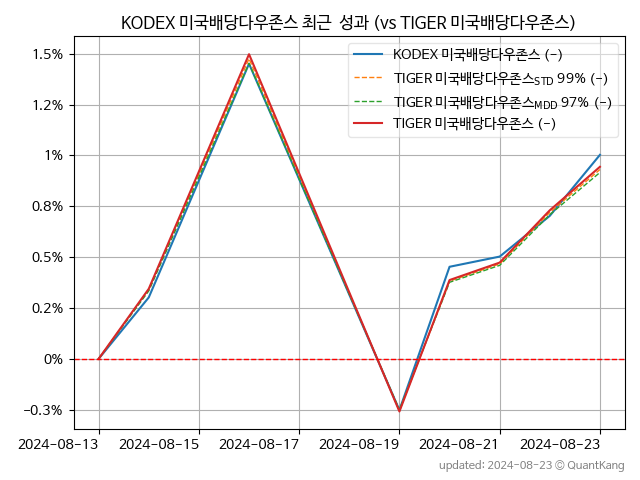 KODEX 미국배당다우존스 최근 성과 (vs TIGER 미국배당다우존스)
KODEX 미국배당다우존스 (-)
TIGER 미국배당다우존스STD 99% (-)
TIGER 미국배당다우존스MDD 97% (-)
TIGER 미국배당다우존스 (-)
1.5%
1.2%
1%
0.8%
0.5%
0.2%
0%
-0.3%
2024-08-13 2024-08-15 2024-08-17 2024-08-19 2024-08-21 2024-08-23
updated: 2024-08-23 © QuantKang